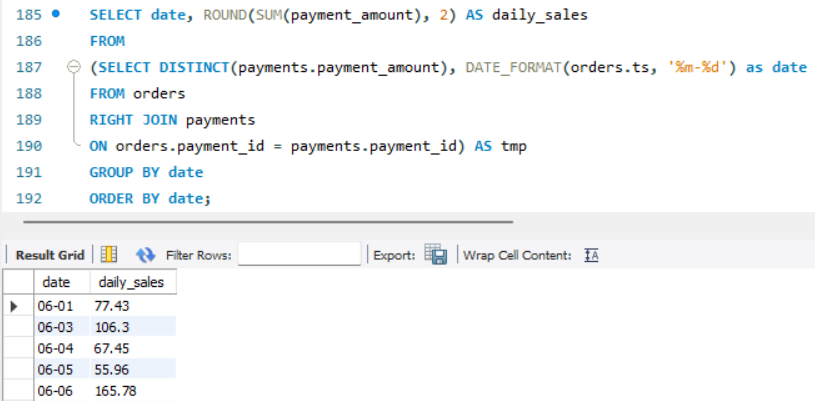 185 SELECT date, ROUND(SUM(payment_amount), 2) AS daily_sales
186 FROM
187 (SELECT DISTINCT(payments.payment_amount), DATE_FORMAT(orders.ts, '%m-%d') as date
188 FROM orders
189 RIGHT JOIN payments
190 ON orders.payment_id = payments.payment_id) AS tmp
191 GROUP BY date
192 ORDER BY date;
Result Grid Filter Rows: Export: Wrap Cell Content: IA
date daily_sales
06-01 77.43
06-03 106.3
06-04 67.45
06-05 55.96
06-06 165.78